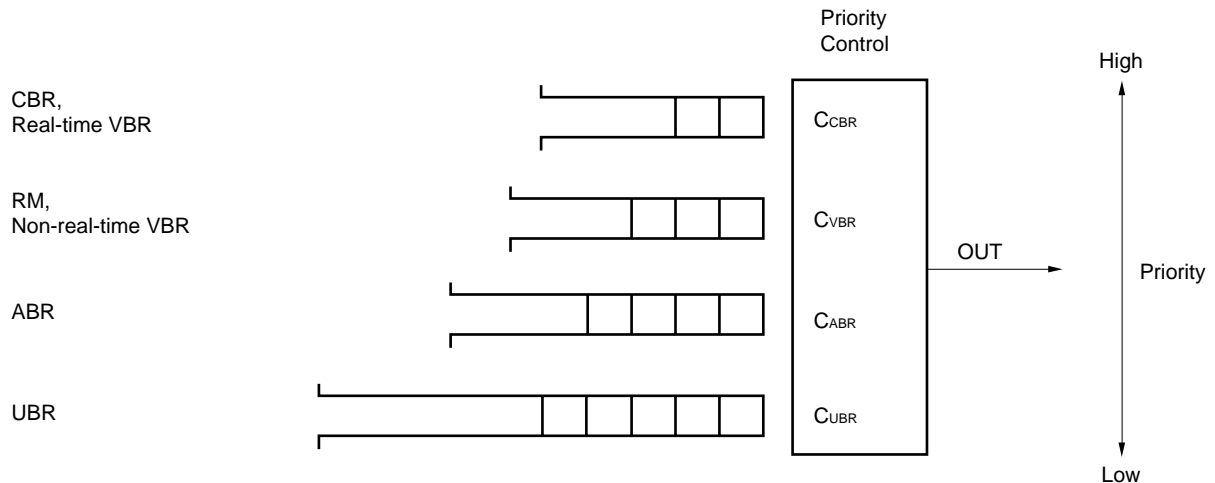 Priority
Control
High
CBR,
Real-time VBR
CCBR
RM,
Non-real-time VBR
CVBR
OUT
Priority
ABR
CABR
UBR
CUBR
Low